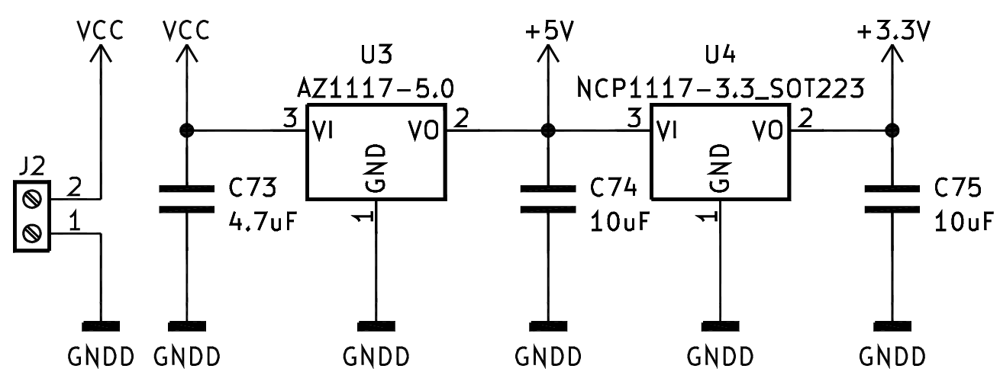 VCC
VCC
+5V
+3.3V
U3
U4
AZ1117-5.0
NCP1117-3.3_SOT223
3
VI
VO
2
3
VI
VO
2
GND
GND
J2
2
1
C73
4.7uF
C74
10uF
C75
10uF
1
1
GNDD
GNDD
GNDD
GNDD
GNDD
GNDD